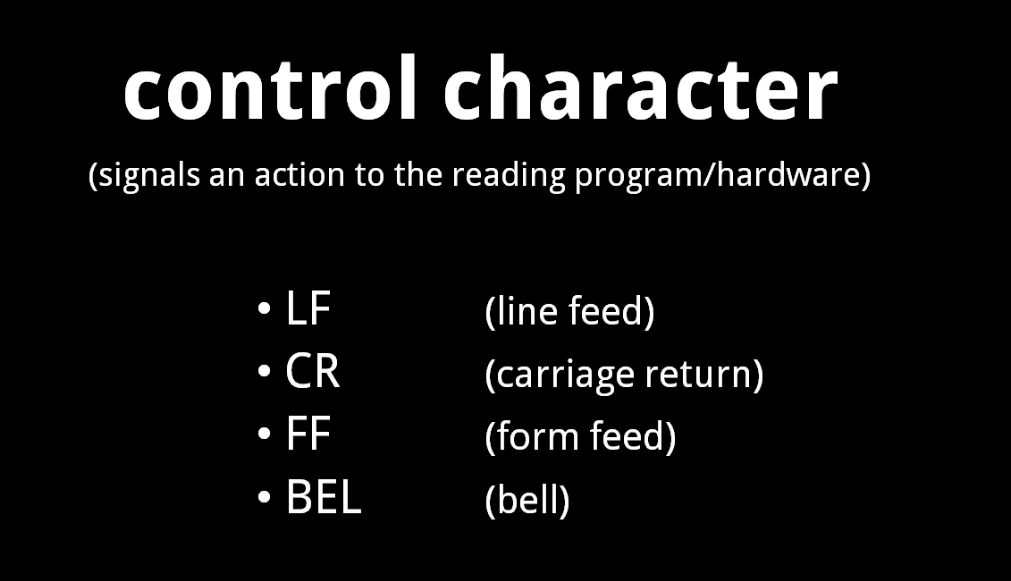 control character
(signals an action to the reading program/hardware)
• LF (line feed)
• CR (carriage return)
• FF (form feed)
• BEL (bell)